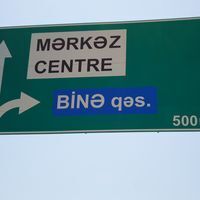 MƏRKƏZ
CENTRE
BİNƏ qəs.
500